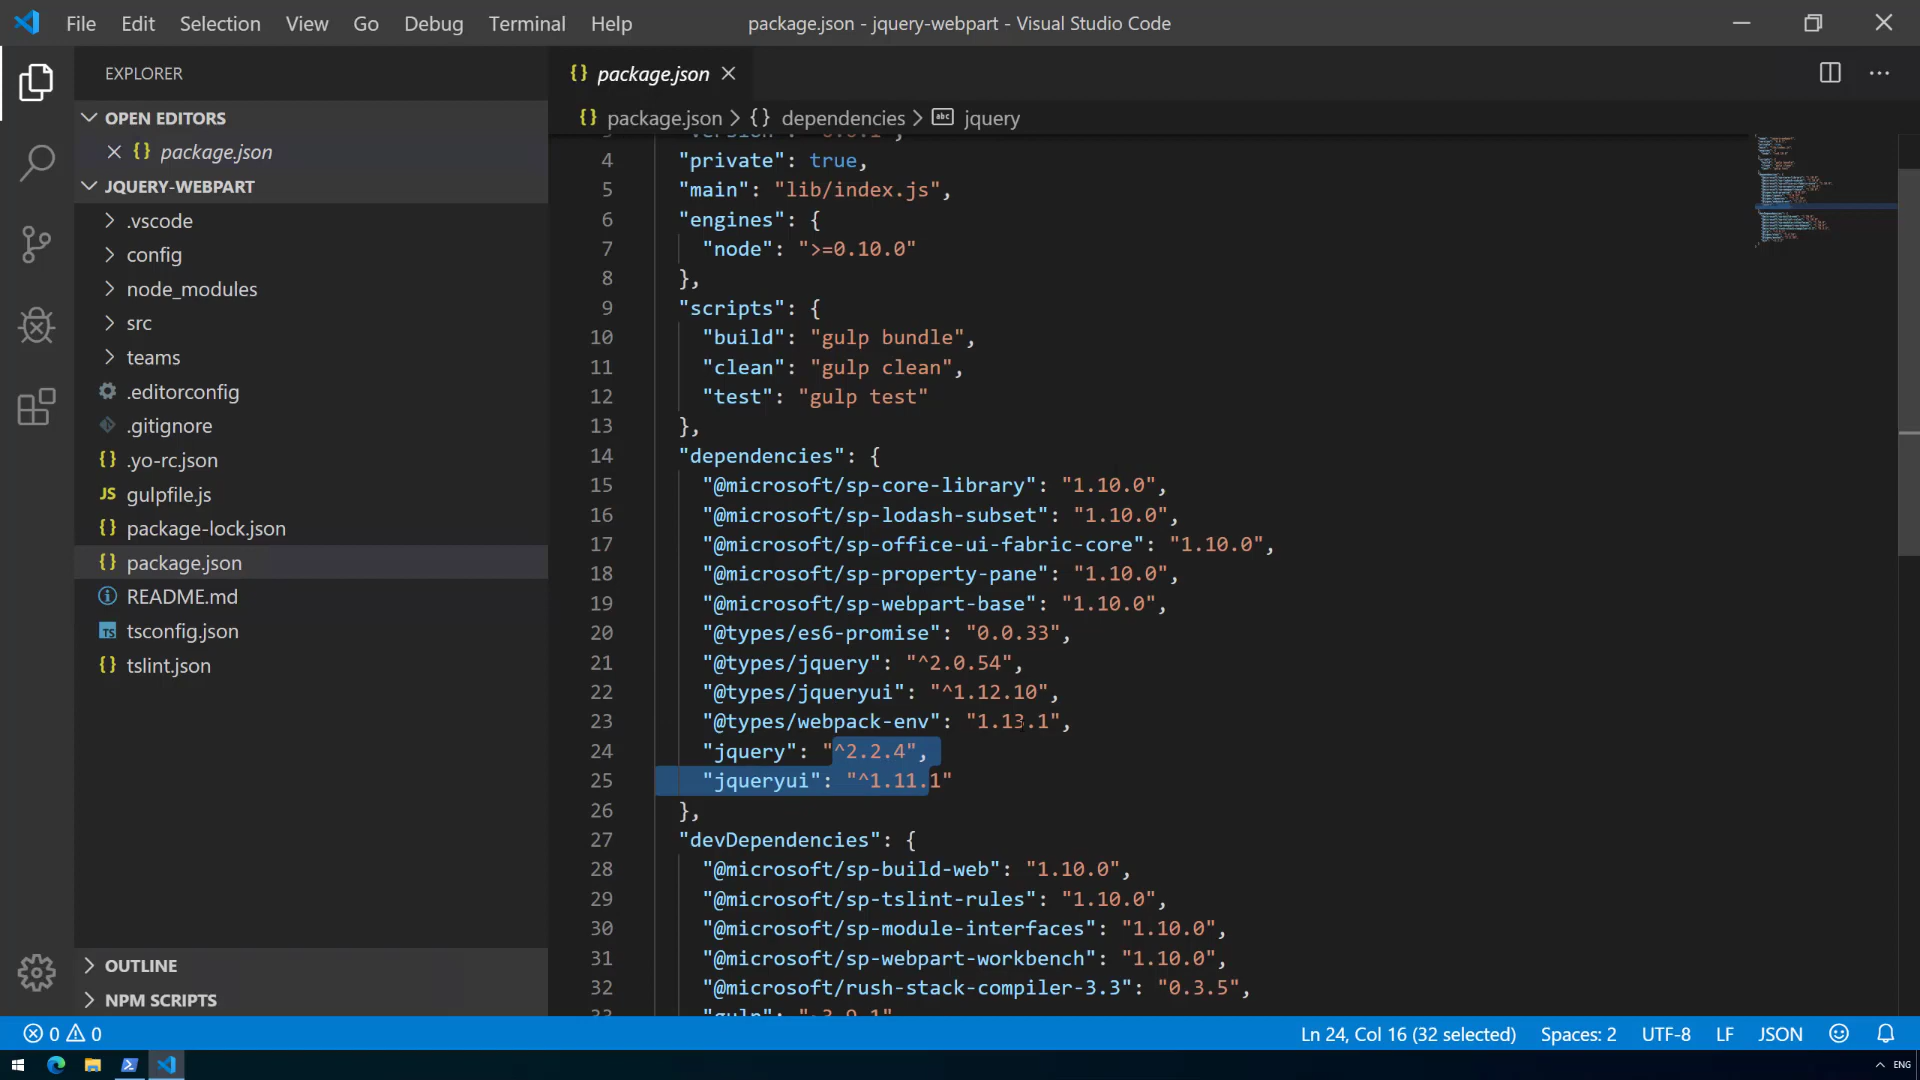 File Edit Selection View Go Debug Terminal Help package.json - jquery-webpart - Visual Studio Code
EXPLORER
OPEN EDITORS
package.json
JQUERY-WEBPART
.vscode
config
node_modules
src
teams
.editorconfig
.gitignore
.yo-rc.json
gulpfile.js
package-lock.json
package.json
README.md
tsconfig.json
tslint.json
OUTLINE
NPM SCRIPTS
package.json
package.json > {} dependencies > abc jquery
4 "private": true,
5 "main": "lib/index.js",
6 "engines": {
7 "node": ">=0.10.0"
8 },
9 "scripts": {
10 "build": "gulp bundle",
11 "clean": "gulp clean",
12 "test": "gulp test"
13 },
14 "dependencies": {
15 "@microsoft/sp-core-library": "1.10.0",
16 "@microsoft/sp-lodash-subset": "1.10.0",
17 "@microsoft/sp-office-ui-fabric-core": "1.10.0",
18 "@microsoft/sp-property-pane": "1.10.0",
19 "@microsoft/sp-webpart-base": "1.10.0",
20 "@types/es6-promise": "0.0.33",
21 "@types/jquery": "^2.0.54",
22 "@types/jqueryui": "^1.12.10",
23 "@types/webpack-env": "1.13.1",
24 "jquery": "^2.2.4",
25 "jqueryui": "^1.11.1"
26 },
27 "devDependencies": {
28 "@microsoft/sp-build-web": "1.10.0",
29 "@microsoft/sp-tslint-rules": "1.10.0",
30 "@microsoft/sp-module-interfaces": "1.10.0",
31 "@microsoft/sp-webpart-workbench": "1.10.0",
32 "@microsoft/rush-stack-compiler-3.3": "0.3.5",
0 0 Ln 24, Col 16 (32 selected) Spaces: 2 UTF-8 LF JSON
ENG